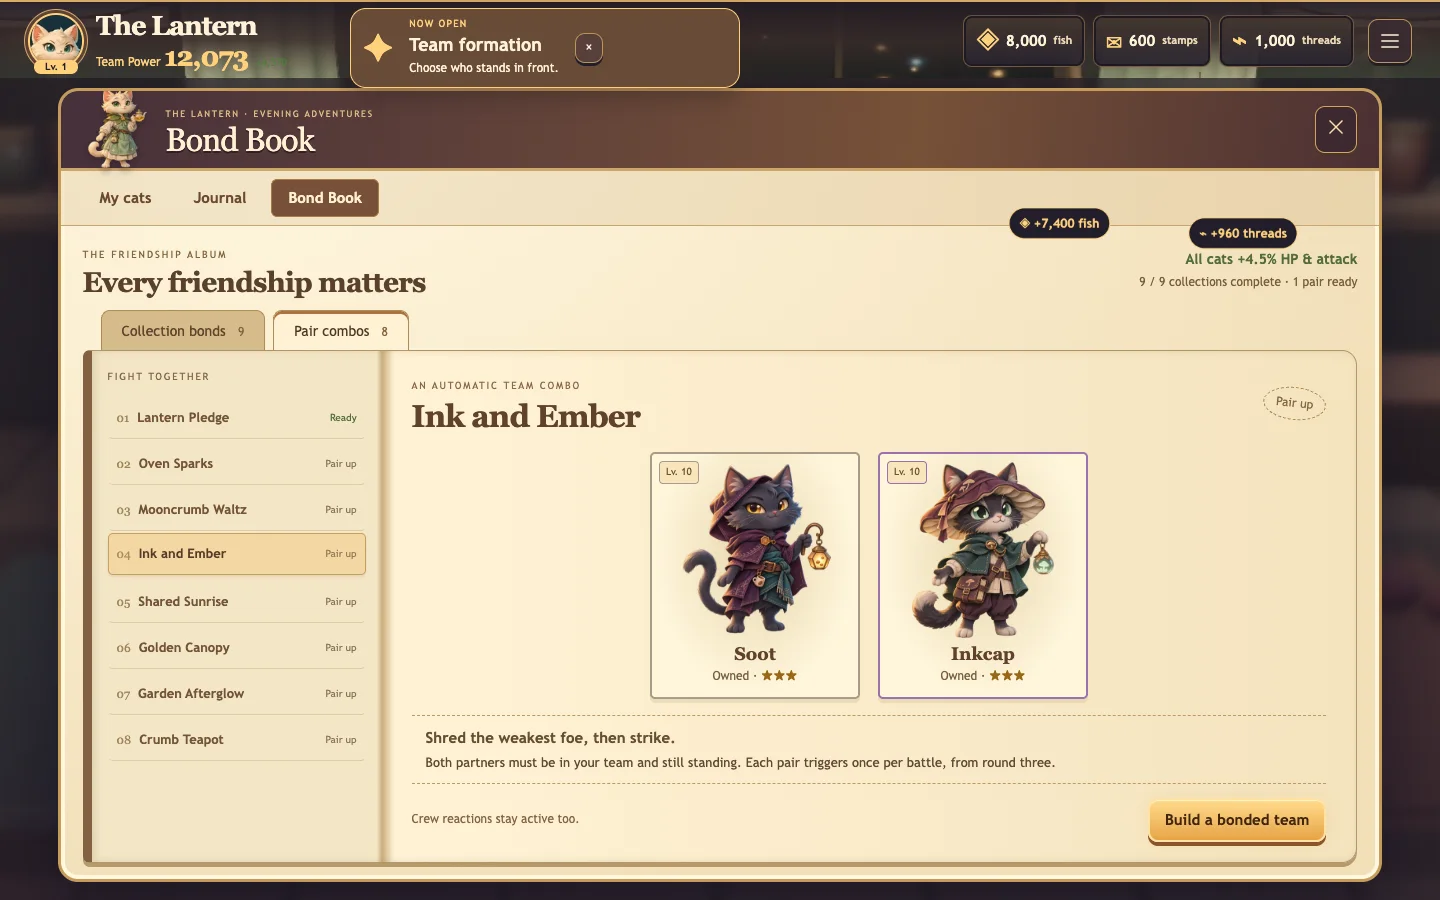 The Lantern
Team Power 12,073
Lv. 1
NOW OPEN
Team formation
Choose who stands in front.
×
8,000 fish
600 stamps
1,000 threads
THE LANTERN · EVENING ADVENTURES
Bond Book
My cats
Journal
Bond Book
+7,400 fish
+960 threads
THE FRIENDSHIP ALBUM
Every friendship matters
All cats +4.5% HP & attack
9 / 9 collections complete · 1 pair ready
Collection bonds 9
Pair combos 8
FIGHT TOGETHER
01 Lantern Pledge Ready
02 Oven Sparks Pair up
03 Mooncrumb Waltz Pair up
04 Ink and Ember Pair up
05 Shared Sunrise Pair up
06 Golden Canopy Pair up
07 Garden Afterglow Pair up
08 Crumb Teapot Pair up
AN AUTOMATIC TEAM COMBO
Ink and Ember
Pair up
Lv. 10
Soot
Owned · ★★★
Lv. 10
Inkcap
Owned · ★★★
Shred the weakest foe, then strike.
Both partners must be in your team and still standing. Each pair triggers once per battle, from round three.
Crew reactions stay active too.
Build a bonded team